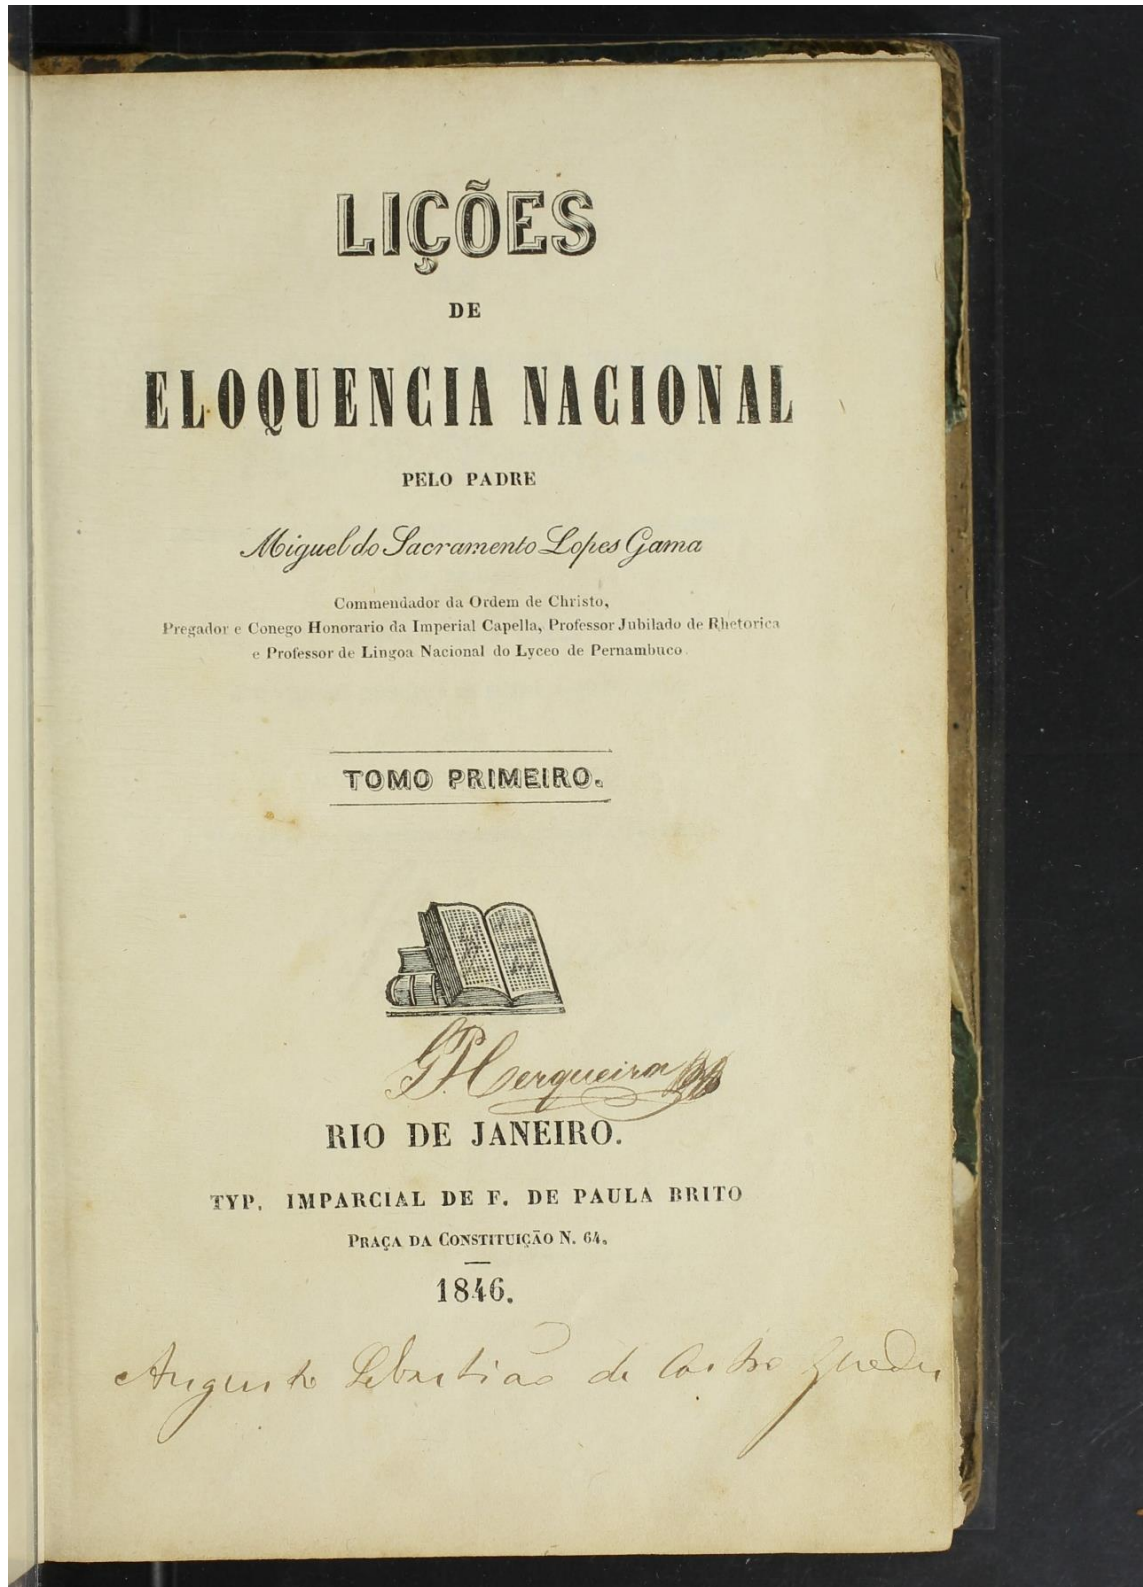 LIÇÕES
DE
ELOQUENCIA NACIONAL
PELO PADRE
Miguel do Sacramento Lopes Gama
Commendador da Ordem de Christo,
Pregador e Conego Honorario da Imperial Capella, Professor Jubilado de Rhetorica
e Professor de Lingoa Nacional do Lyceo de Pernambuco.
TOMO PRIMEIRO.
GPCerqueira
RIO DE JANEIRO.
TYP. IMPARCIAL DE F. DE PAULA BRITO
PRAÇA DA CONSTITUIÇÃO N. 64.
1846.
Augusto Sebastião de Castro Guedes